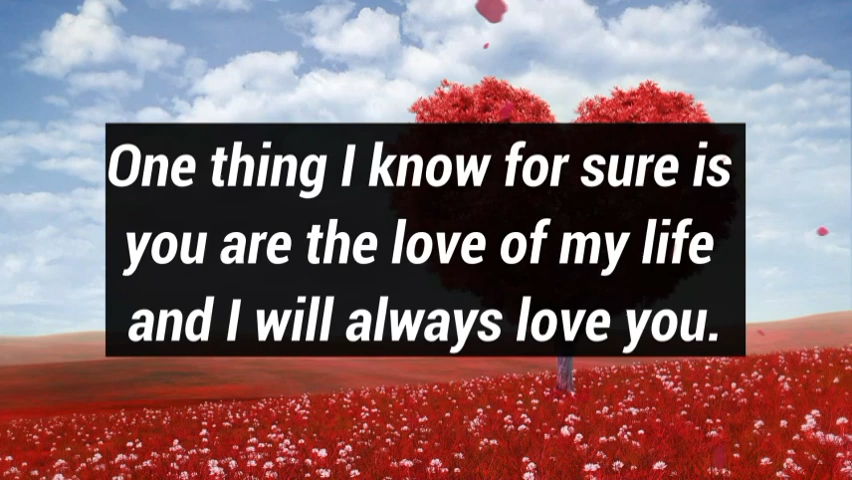 One thing I know for sure is
you are the love of my life
and I will always love you.